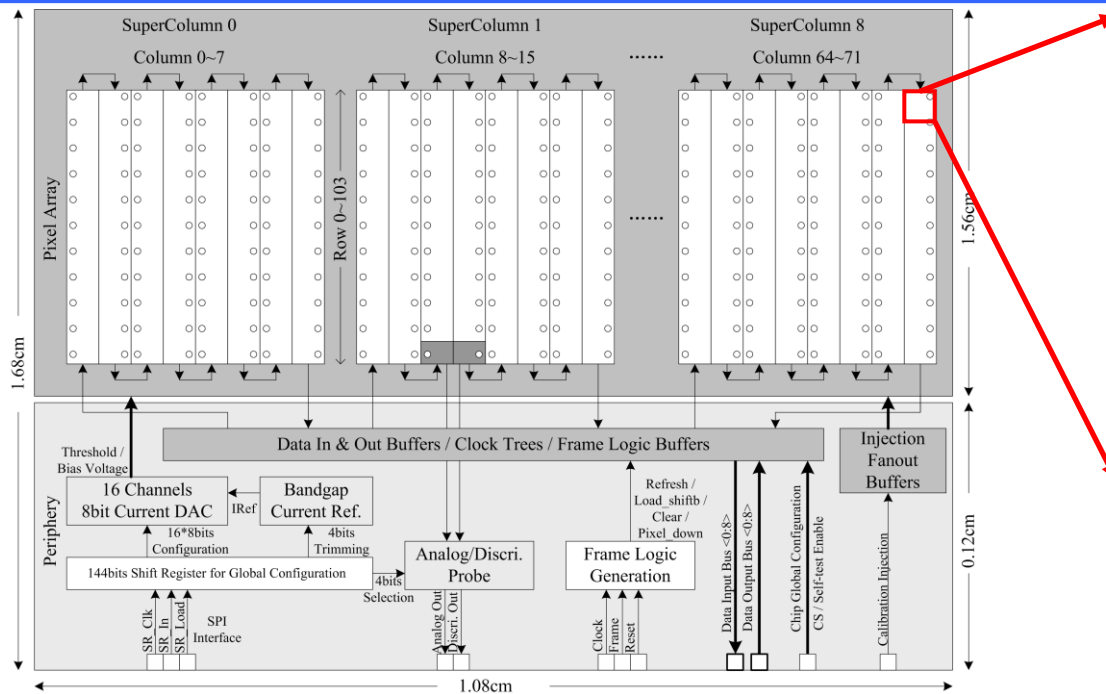 SuperColumn 0
SuperColumn 1
SuperColumn 8
Column 0~7
Column 8~15
......
Column 64~71
Pixel Array
Row 0~103
......
1.56cm
1.68cm
Periphery
Data In & Out Buffers / Clock Trees / Frame Logic Buffers
Threshold /
Bias Voltage
16 Channels
8bit Current DAC
IRef
Bandgap
Current Ref.
16*8bits
Configuration
4bits
Trimming
144bits Shift Register for Global Configuration
4bits
Selection
Analog/Discri.
Probe
Refresh /
Load_shiftb /
Clear /
Pixel_down
Frame Logic
Generation
Injection
Fanout
Buffers
SR_Clk
SR_In
SR_Load
SPI
Interface
Analog Out
Discri. Out
Clock
Frame
Reset
Data Input Bus <0:8>
Data Output Bus <0:8>
Chip Global Configuration
CS / Self-test Enable
Calibration Injection
0.12cm
1.08cm